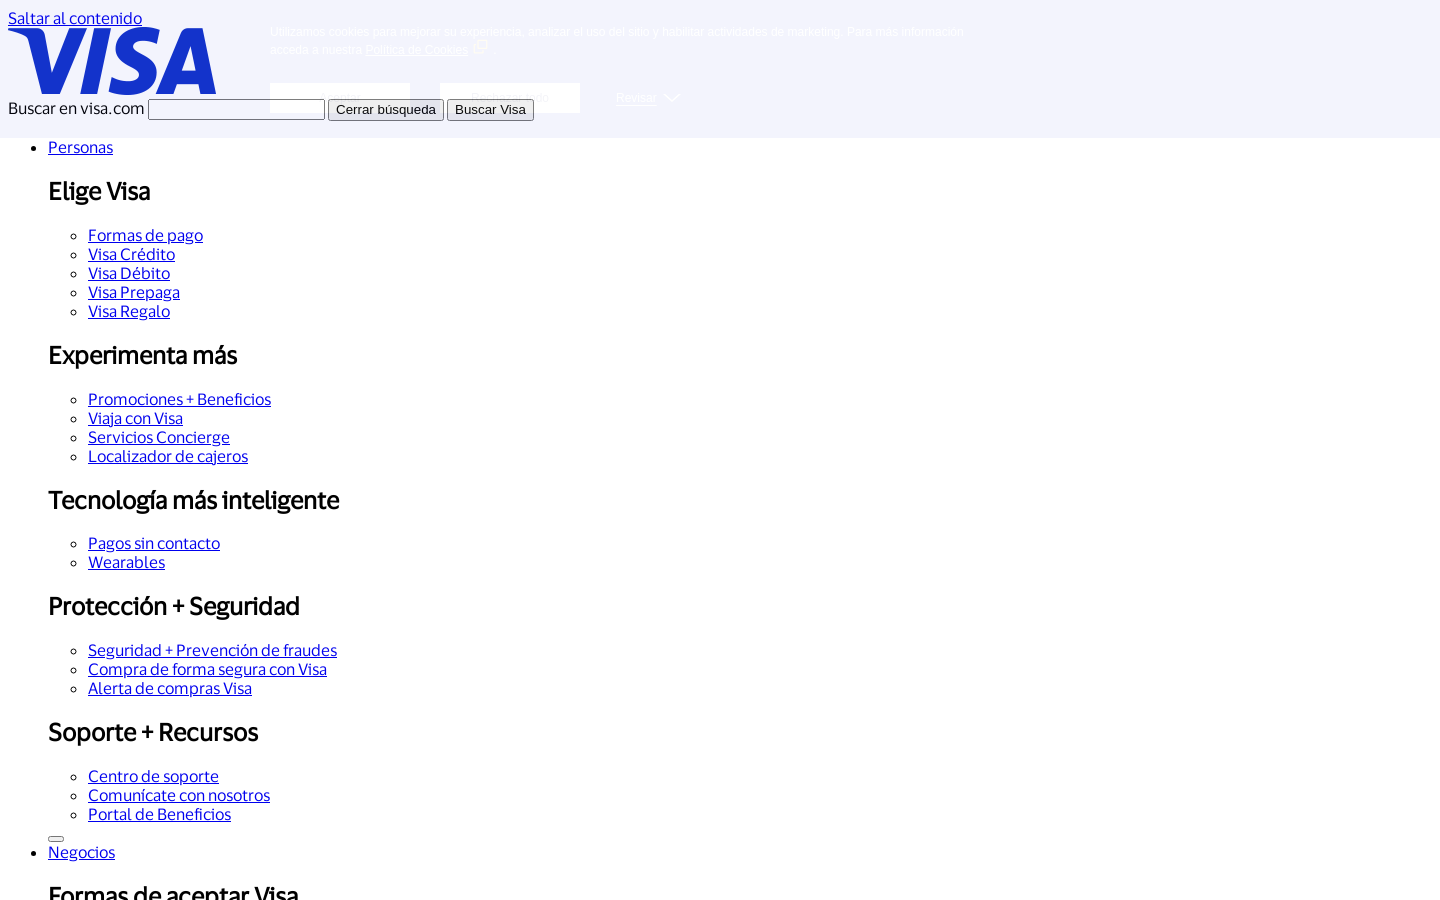 Saltar al contenido
VISA
Utilizamos cookies para mejorar su experiencia, analizar el uso del sitio y habilitar actividades de marketing. Para más información
acceda a nuestra Política de Cookies
Revisar
Buscar en visa.com Cerrar búsqueda Buscar Visa
Personas
Elige Visa
Formas de pago
Visa Crédito
Visa Débito
Visa Prepaga
Visa Regalo
Experimenta más
Promociones + Beneficios
Viaja con Visa
Servicios Concierge
Localizador de cajeros
Tecnología más inteligente
Pagos sin contacto
Wearables
Protección + Seguridad
Seguridad + Prevención de fraudes
Compra de forma segura con Visa
Alerta de compras Visa
Soporte + Recursos
Centro de soporte
Comunícate con nosotros
Portal de Beneficios
Negocios
Formas de aceptar Visa